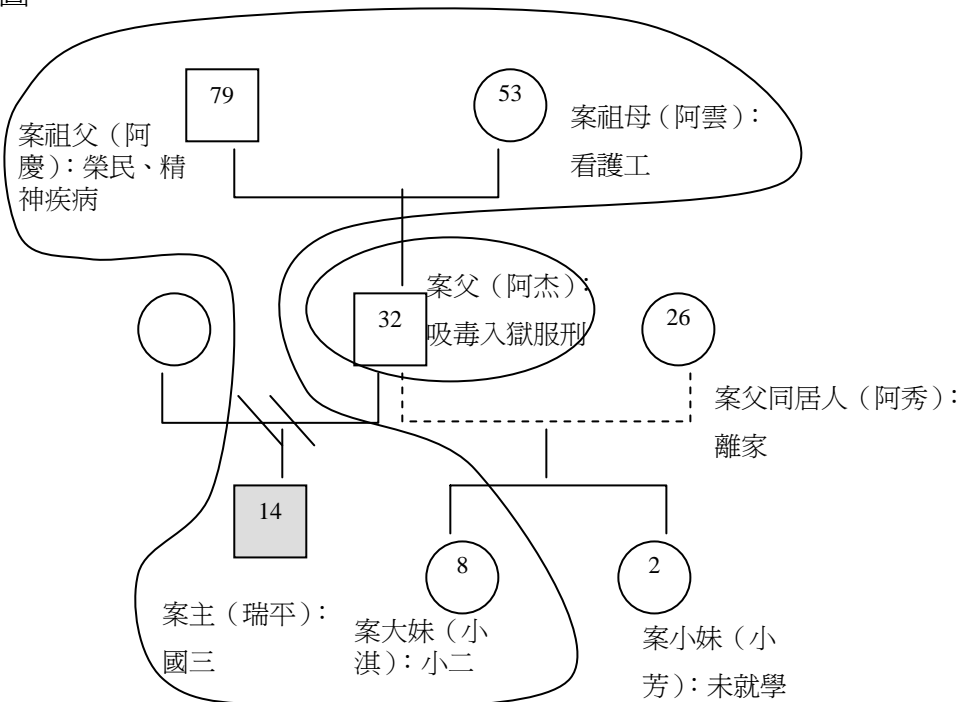 圖
79
53
案祖父（阿
慶）：榮民、精
神疾病
案祖母（阿雲）：
看護工
案父（阿杰）：
吸毒入獄服刑
32
26
案父同居人（阿秀）：
離家
14
8
2
案主（瑞平）：
國三
案大妹（小
淇）：小二
案小妹（小
芳）：未就學